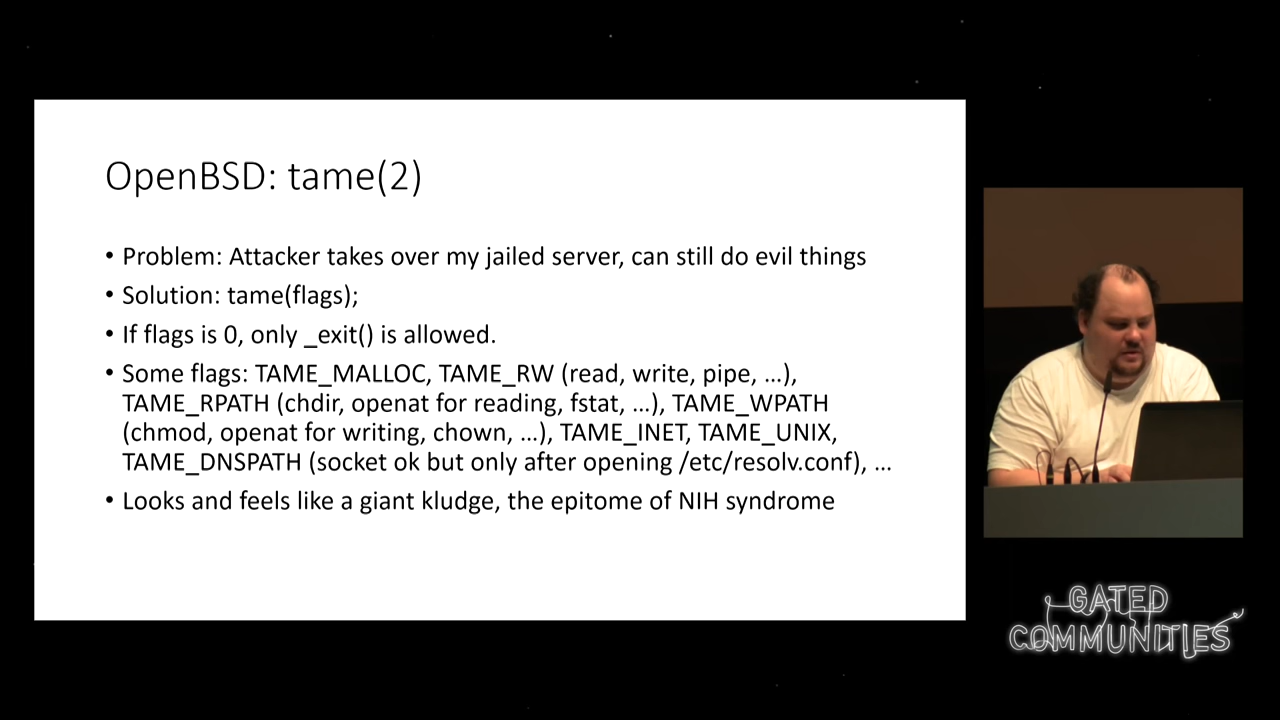 OpenBSD: tame(2)
• Problem: Attacker takes over my jailed server, can still do evil things
• Solution: tame(flags);
• If flags is 0, only _exit() is allowed.
• Some flags: TAME_MALLOC, TAME_RW (read, write, pipe, …),
TAME_RPATH (chdir, openat for reading, fstat, …), TAME_WPATH
(chmod, openat for writing, chown, …), TAME_INET, TAME_UNIX,
TAME_DNSPATH (socket ok but only after opening /etc/resolv.conf), …
• Looks and feels like a giant kludge, the epitome of NIH syndrome
GATED
COMMUNITIES